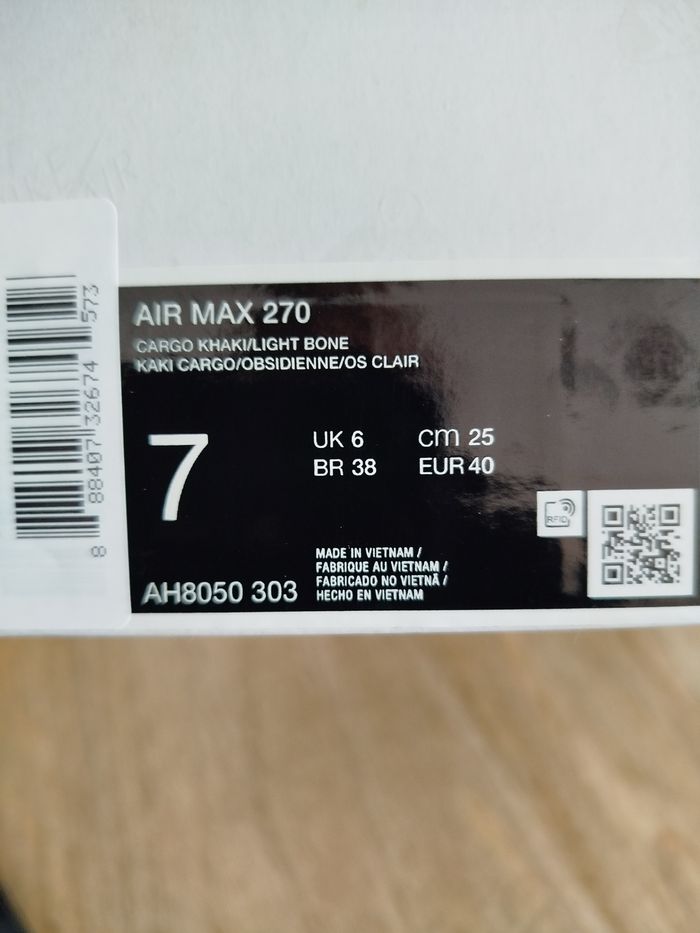 AIR MAX 270
CARGO KHAKI/LIGHT BONE
KAKI CARGO/OBSIDIENNE/OS CLAIR
7
UK 6 cm 25
BR 38 EUR 40
RFID
MADE IN VIETNAM /
FABRIQUE AU VIETNAM /
FABRICADO NO VIETNÃ /
HECHO EN VIETNAM
AH8050 303
8 88407 32674 573